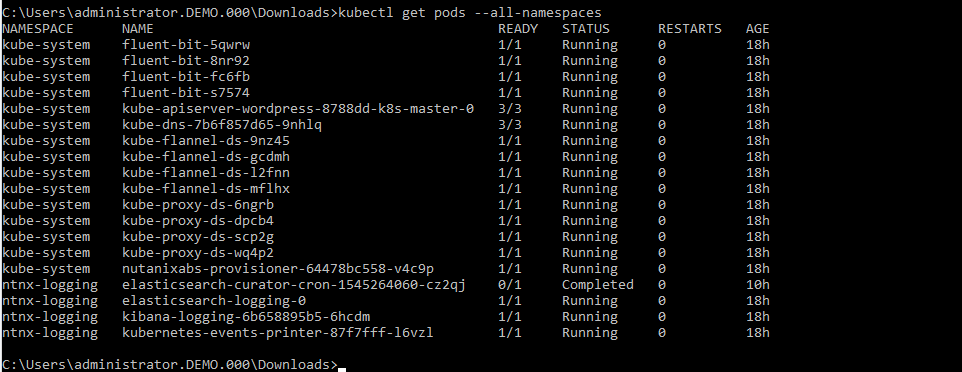 C:\Users\administrator.DEMO.000\Downloads>kubectl get pods --all-namespaces
NAMESPACE NAME READY STATUS RESTARTS AGE
kube-system fluent-bit-5qwrw 1/1 Running 0 18h
kube-system fluent-bit-8nr92 1/1 Running 0 18h
kube-system fluent-bit-fc6fb 1/1 Running 0 18h
kube-system fluent-bit-s7574 1/1 Running 0 18h
kube-system kube-apiserver-wordpress-8788dd-k8s-master-0 3/3 Running 0 18h
kube-system kube-dns-7b6f857d65-9nhlq 3/3 Running 0 18h
kube-system kube-flannel-ds-9nz45 1/1 Running 0 18h
kube-system kube-flannel-ds-gcdmh 1/1 Running 0 18h
kube-system kube-flannel-ds-l2fnn 1/1 Running 0 18h
kube-system kube-flannel-ds-mflhx 1/1 Running 0 18h
kube-system kube-proxy-ds-6ngrb 1/1 Running 0 18h
kube-system kube-proxy-ds-dpcb4 1/1 Running 0 18h
kube-system kube-proxy-ds-scp2g 1/1 Running 0 18h
kube-system kube-proxy-ds-wq4p2 1/1 Running 0 18h
kube-system nutanixabs-provisioner-64478bc558-v4c9p 1/1 Running 0 18h
ntnx-logging elasticsearch-curator-cron-1545264060-cz2qj 0/1 Completed 0 10h
ntnx-logging elasticsearch-logging-0 1/1 Running 0 18h
ntnx-logging kibana-logging-6b658895b5-6hcdm 1/1 Running 0 18h
ntnx-logging kubernetes-events-printer-87f7fff-l6vzl 1/1 Running 0 18h
C:\Users\administrator.DEMO.000\Downloads>